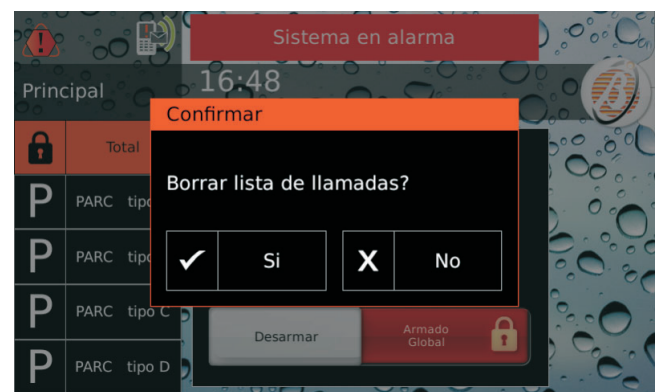 Sistema en alarma
Principal
16:48
Confirmar
Total
Borrar lista de llamadas?
P PARC tipo
P PARC tipo
Si
X No
P PARC tipo C
Desarmar
Armado
Global
P PARC tipo D